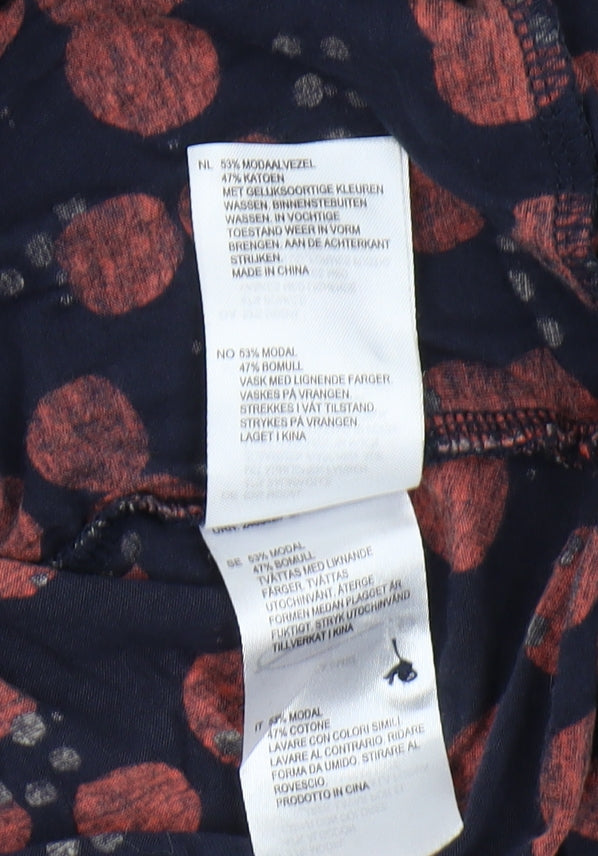 NL 53% MODAALVEZEL
47% KATOEN
MET GELIJKSOORTIGE KLEUREN
WASSEN. BINNENSTEBUITEN
WASSEN. IN VOCHTIGE
TOESTAND WEER IN VORM
BRENGEN. AAN DE ACHTERKANT
STRIJKEN.
MADE IN CHINA
NO 53% MODAL
47% BOMULL
VASK MED LIGNENDE FARGER.
VASKES PÅ VRANGEN.
STREKKES I VÅT TILSTAND.
STRYKES PÅ VRANGEN.
LAGET I KINA
SE 53% MODAL
47% BOMULL
TVÄTTAS MED LIKNANDE
FÄRGER. TVÄTTAS
UTOCHINVÄNT. ÅTERGE
FORMEN MEDAN PLAGGET ÄR
FUKTIGT. STRYK UTOCHINVÄND
TILLVERKAT I KINA
IT 53% MODAL
47% COTONE
LAVARE CON COLORI SIMILI.
LAVARE AL CONTRARIO. RIDARE
FORMA DA UMIDO. STIRARE AL
ROVESCIO.
PRODOTTO IN CINA